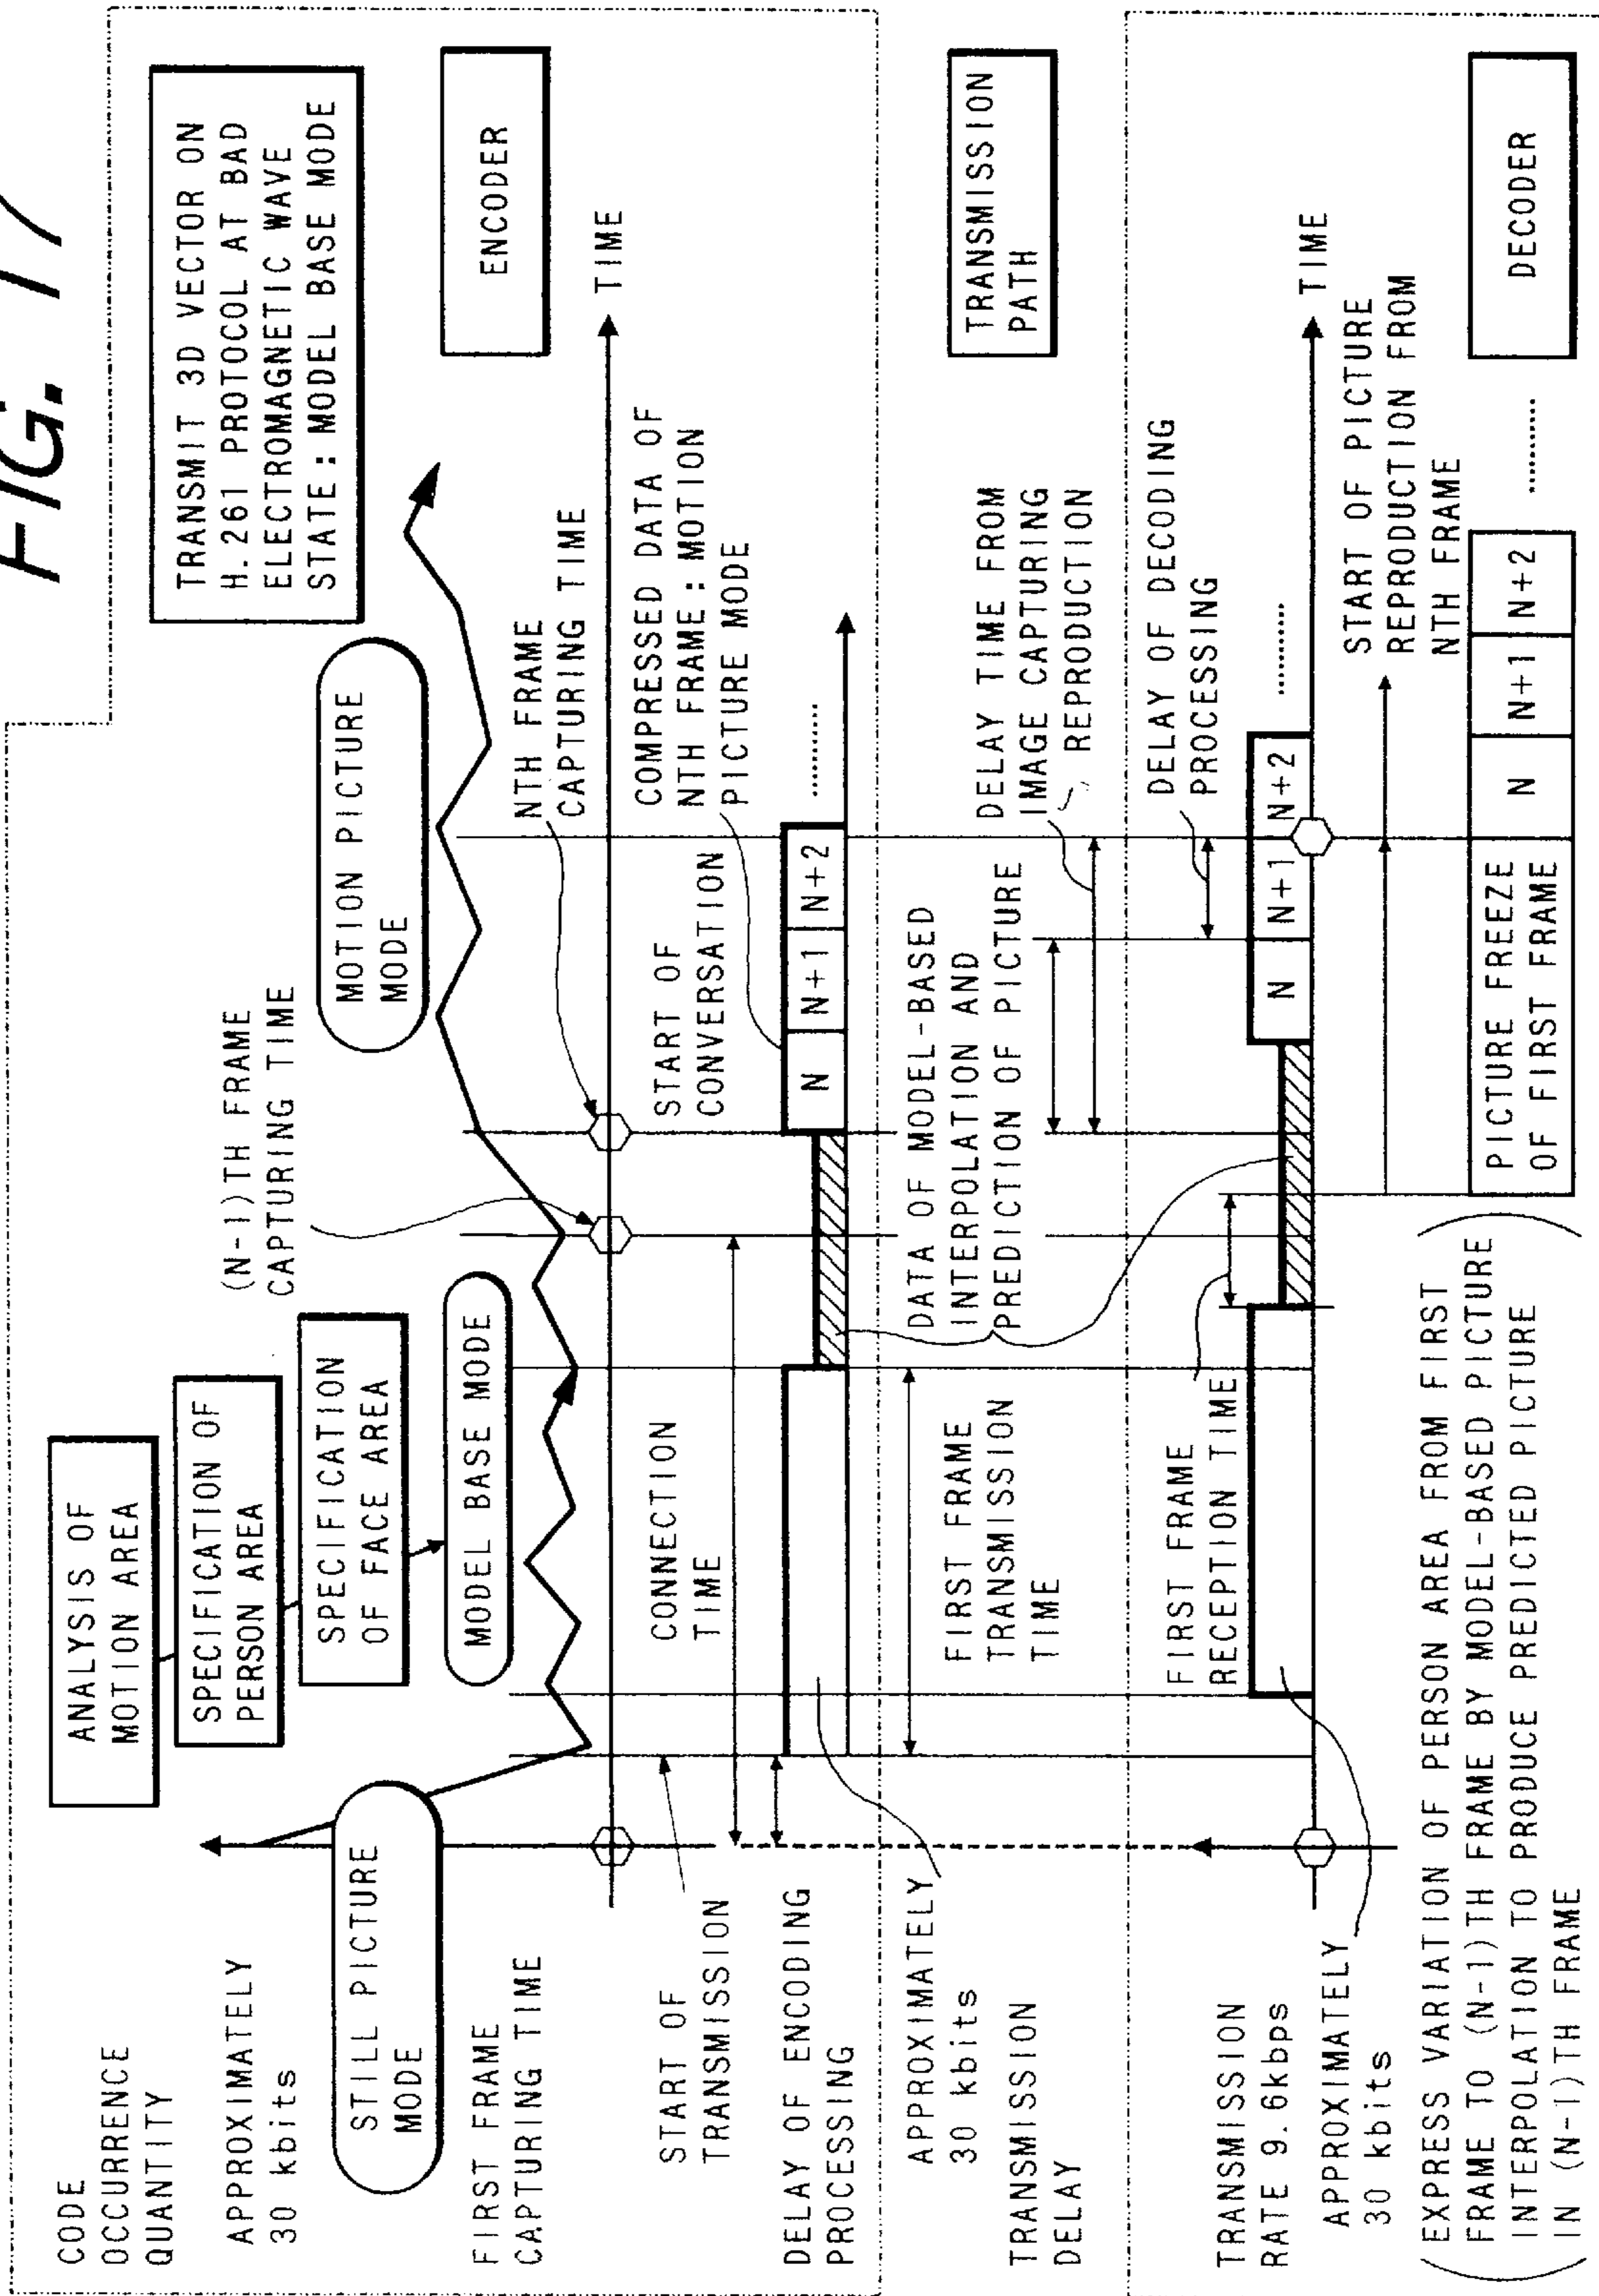 FIG. 17
CODE
OCCURRENCE
QUANTITY
APPROXIMATELY
30 kbits
STILL PICTURE
MODE
ANALYSIS OF
MOTION AREA
SPECIFICATION OF
PERSON AREA
SPECIFICATION
OF FACE AREA
MODEL BASE MODE
(N-1)TH FRAME
CAPTURING TIME
MOTION PICTURE
MODE
TRANSMIT 3D VECTOR ON
H.261 PROTOCOL AT BAD
ELECTROMAGNETIC WAVE
STATE : MODEL BASE MODE
ENCODER
FIRST FRAME
CAPTURING TIME
NTH FRAME
CAPTURING TIME
TIME
START OF
TRANSMISSION
CONNECTION
TIME
START OF
CONVERSATION
COMPRESSED DATA OF
NTH FRAME : MOTION
PICTURE MODE
DELAY OF ENCODING
PROCESSING
N
N+1
N+2
..........
APPROXIMATELY
30 kbits
FIRST FRAME
TRANSMISSION
TIME
DATA OF MODEL-BASED
INTERPOLATION AND
PREDICTION OF PICTURE
DELAY TIME FROM
IMAGE CAPTURING
REPRODUCTION
TRANSMISSION
PATH
TRANSMISSION
DELAY
FIRST FRAME
RECEPTION TIME
DELAY OF DECODING
PROCESSING
TRANSMISSION
RATE 9.6kbps
N
N+1
N+2
..........
TIME
APPROXIMATELY
30 kbits
START OF PICTURE
REPRODUCTION FROM
NTH FRAME
EXPRESS VARIATION OF PERSON AREA FROM FIRST
FRAME TO (N-1)TH FRAME BY MODEL-BASED PICTURE
INTERPOLATION TO PRODUCE PREDICTED PICTURE
IN (N-1)TH FRAME
PICTURE FREEZE
OF FIRST FRAME
N
N+1
N+2
..........
DECODER